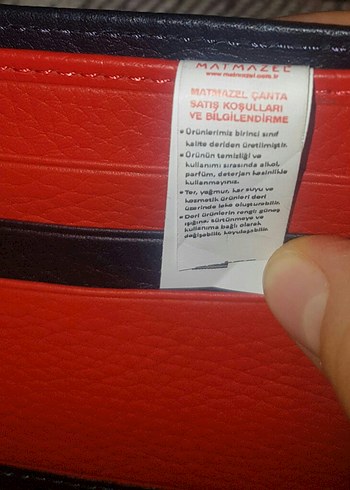 MATMAZEL
www.matmazel.com.tr
MATMAZEL ÇANTA
SATIŞ KOŞULLARI
VE BİLGİLENDİRME
• Ürünlerimiz birinci sınıf
kalite deriden üretilmiştir.
• Ürünün temizliği ve
kullanımı sırasında alkol,
parfüm, deterjan kesinlikle
kullanmayınız.
• Ter, yağmur, kar suyu ve
kozmetik ürünleri deri
üzerinde leke oluşturabilir.
• Deri ürünlerin rengi; güneş
ışığına, sürtünmeye ve
kullanıma bağlı olarak
değişebilir, koyulaşabilir.